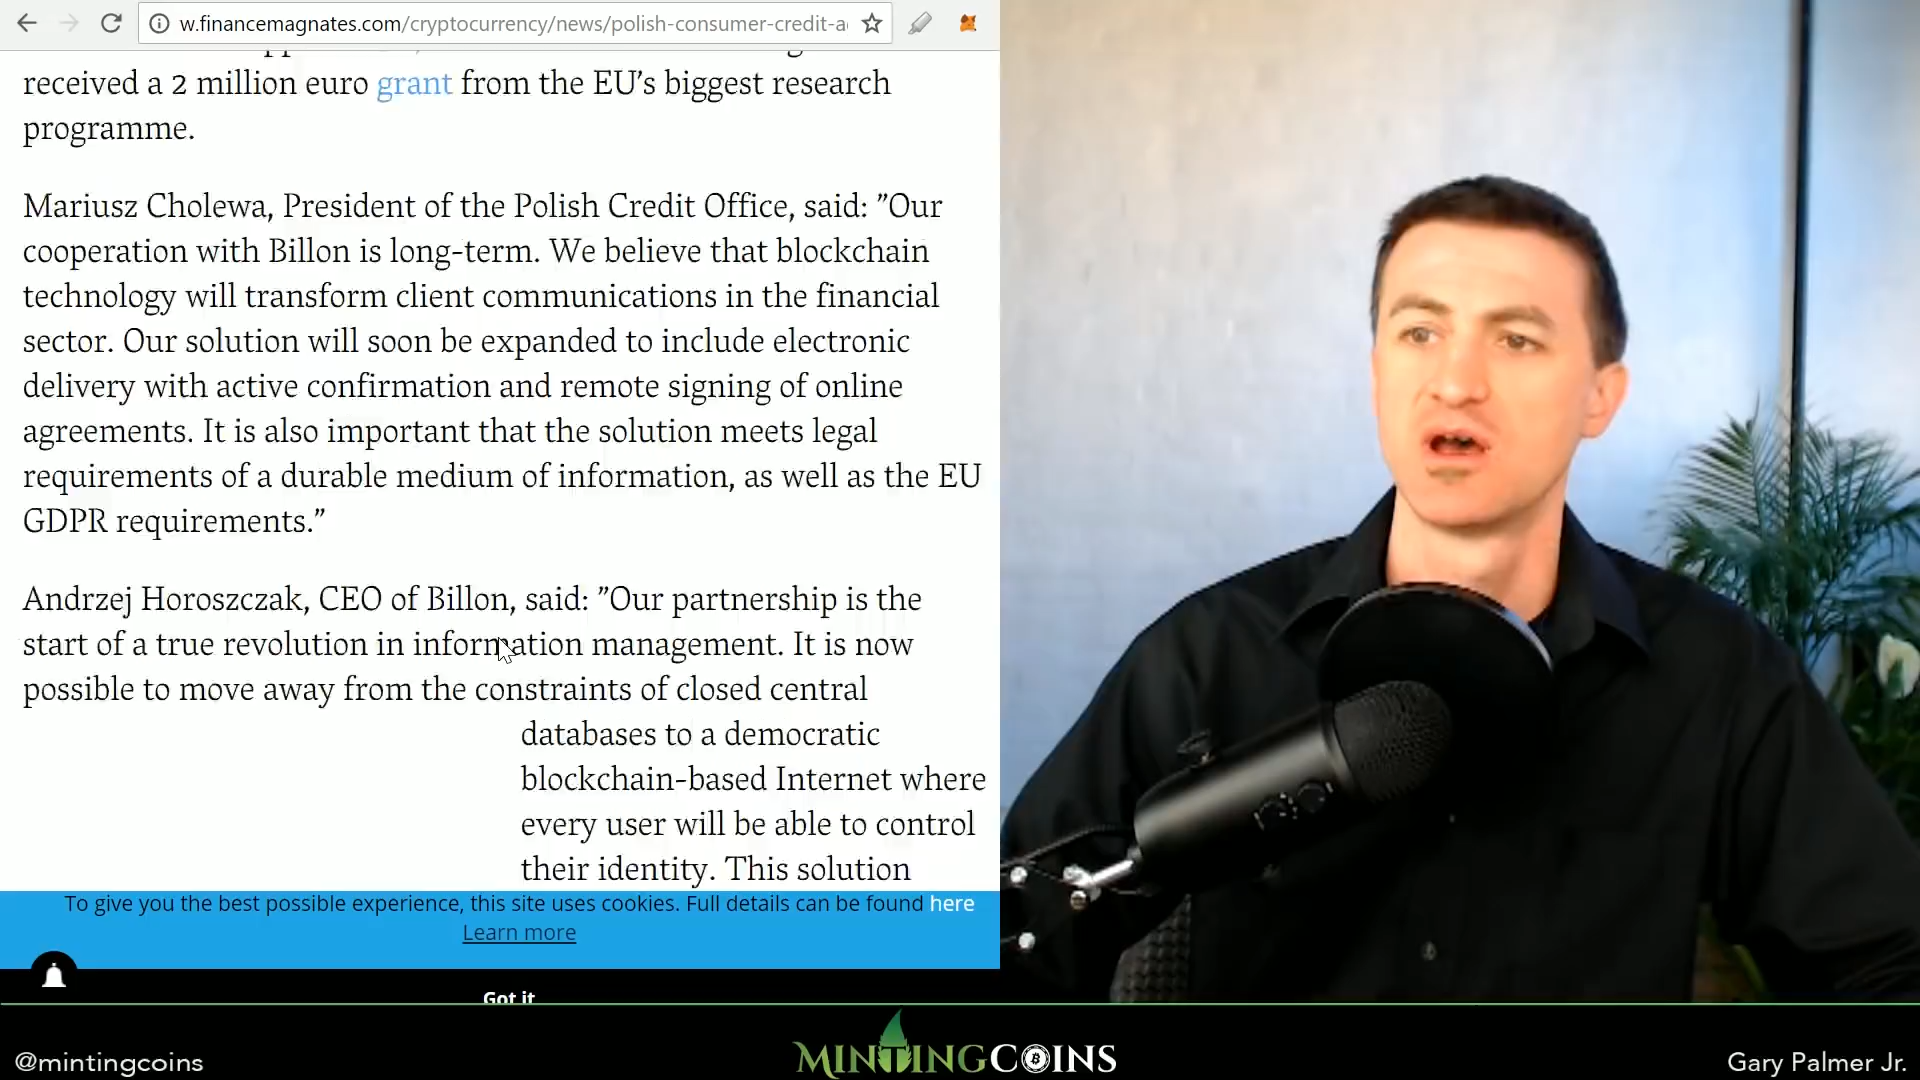 w.financemagnates.com/cryptocurrency/news/polish-consumer-credit-a
received a 2 million euro grant from the EU’s biggest research
programme.
Mariusz Cholewa, President of the Polish Credit Office, said: ”Our
cooperation with Billon is long-term. We believe that blockchain
technology will transform client communications in the financial
sector. Our solution will soon be expanded to include electronic
delivery with active confirmation and remote signing of online
agreements. It is also important that the solution meets legal
requirements of a durable medium of information, as well as the EU
GDPR requirements.”
Andrzej Horoszczak, CEO of Billon, said: ”Our partnership is the
start of a true revolution in information management. It is now
possible to move away from the constraints of closed central
databases to a democratic
blockchain-based Internet where
every user will be able to control
their identity. This solution
To give you the best possible experience, this site uses cookies. Full details can be found here
Learn more
Got it
@mintingcoins
MINTINGCOINS
Gary Palmer Jr.